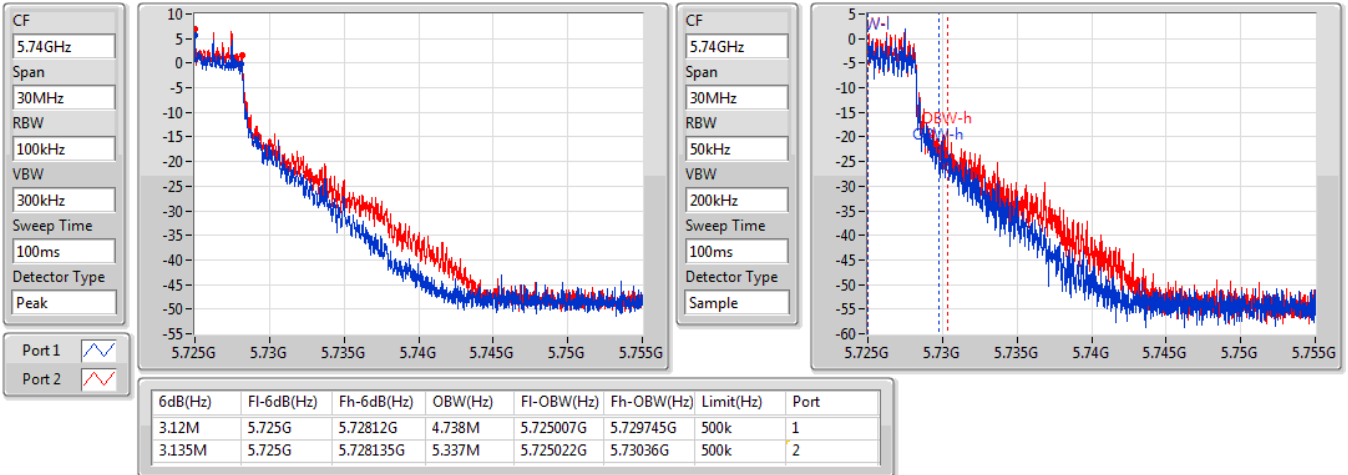 CF
5.74GHz
Span
30MHz
RBW
100kHz
VBW
300kHz
Sweep Time
100ms
Detector Type
Peak
Port 1
Port 2
10
5
0
-5
-10
-15
-20
-25
-30
-35
-40
-45
-50
-55
5.725G 5.73G 5.735G 5.74G 5.745G 5.75G 5.755G
CF
5.74GHz
Span
30MHz
RBW
50kHz
VBW
200kHz
Sweep Time
100ms
Detector Type
Sample
5
0
-5
-10
-15
-20
-25
-30
-35
-40
-45
-50
-55
-60
W-l
OBW-h
OBW-h
5.725G 5.73G 5.735G 5.74G 5.745G 5.75G 5.755G
6dB(Hz) Fl-6dB(Hz) Fh-6dB(Hz) OBW(Hz) Fl-OBW(Hz) Fh-OBW(Hz) Limit(Hz) Port
3.12M 5.725G 5.72812G 4.738M 5.725007G 5.729745G 500k 1
3.135M 5.725G 5.728135G 5.337M 5.725022G 5.73036G 500k 2